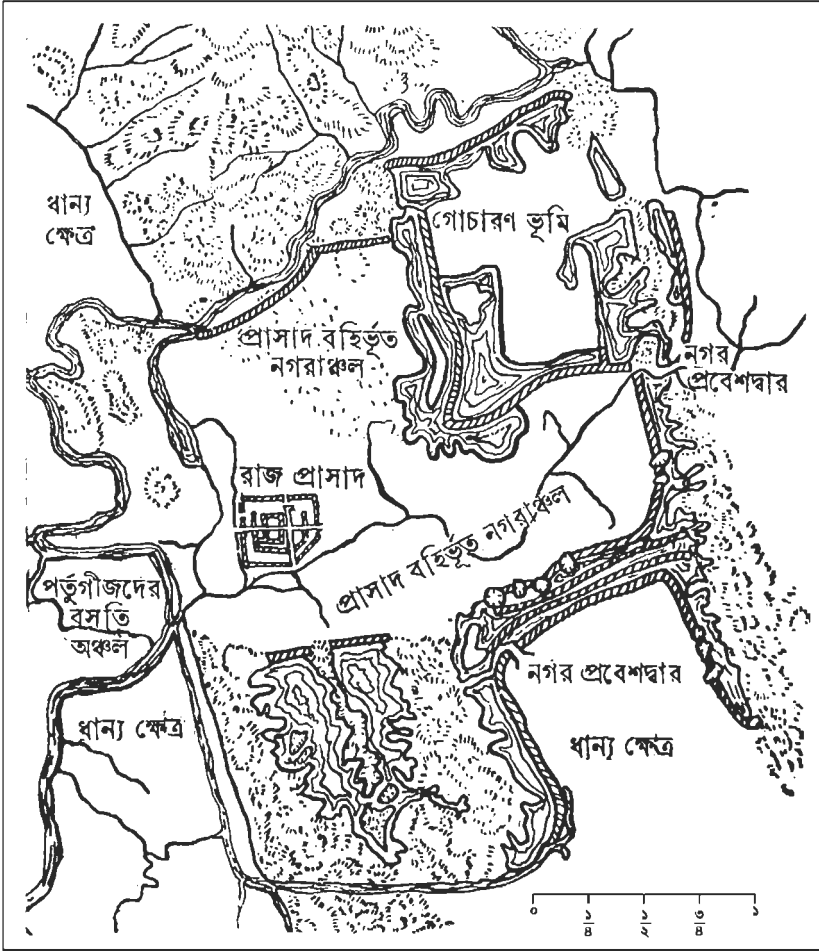 ধান্য
ক্ষেত্র
গোচারণ ভূমি
প্রাসাদ বহির্ভূত
নগরাঞ্চল
নগর
প্রবেশদ্বার
রাজ প্রাসাদ
প্রাসাদ বহির্ভূত নগরাঞ্চল
পর্তুগীজদের
বসতি
অঞ্চল
নগর প্রবেশদ্বার
ধান্য ক্ষেত্র
ধান্য ক্ষেত্র
০ ১/৪ ১/২ ৩/৪ ১